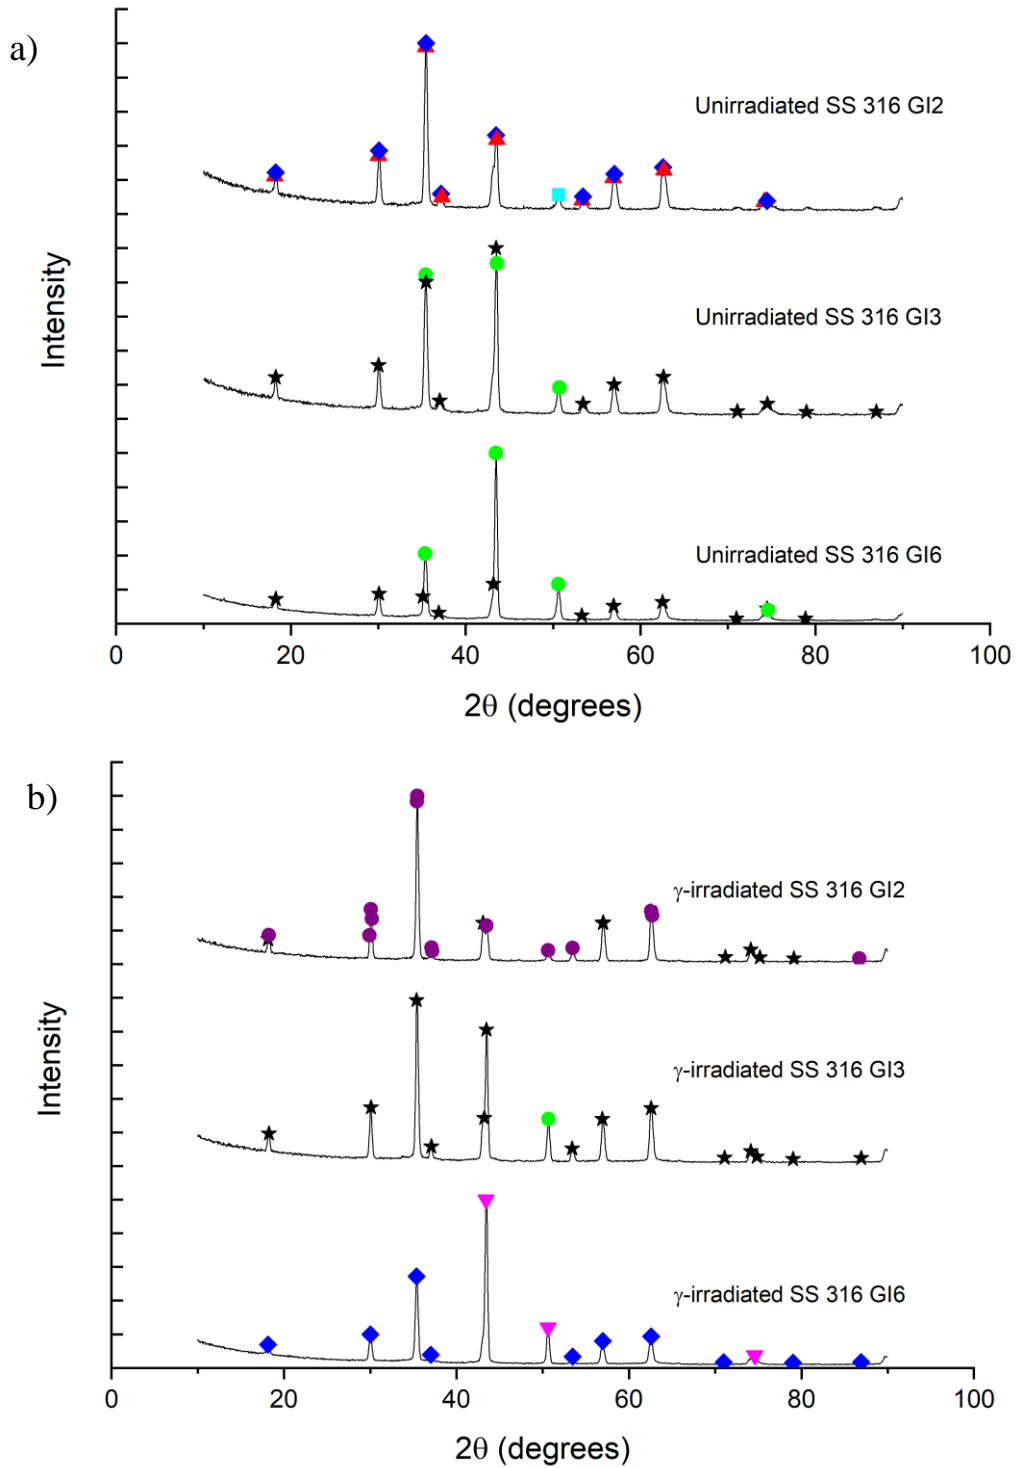 a)
Unirradiated SS 316 GI2
Unirradiated SS 316 GI3
Unirradiated SS 316 GI6
Intensity
0 20 40 60 80 100
2θ (degrees)
b)
γ-irradiated SS 316 GI2
γ-irradiated SS 316 GI3
γ-irradiated SS 316 GI6
Intensity
0 20 40 60 80 100
2θ (degrees)